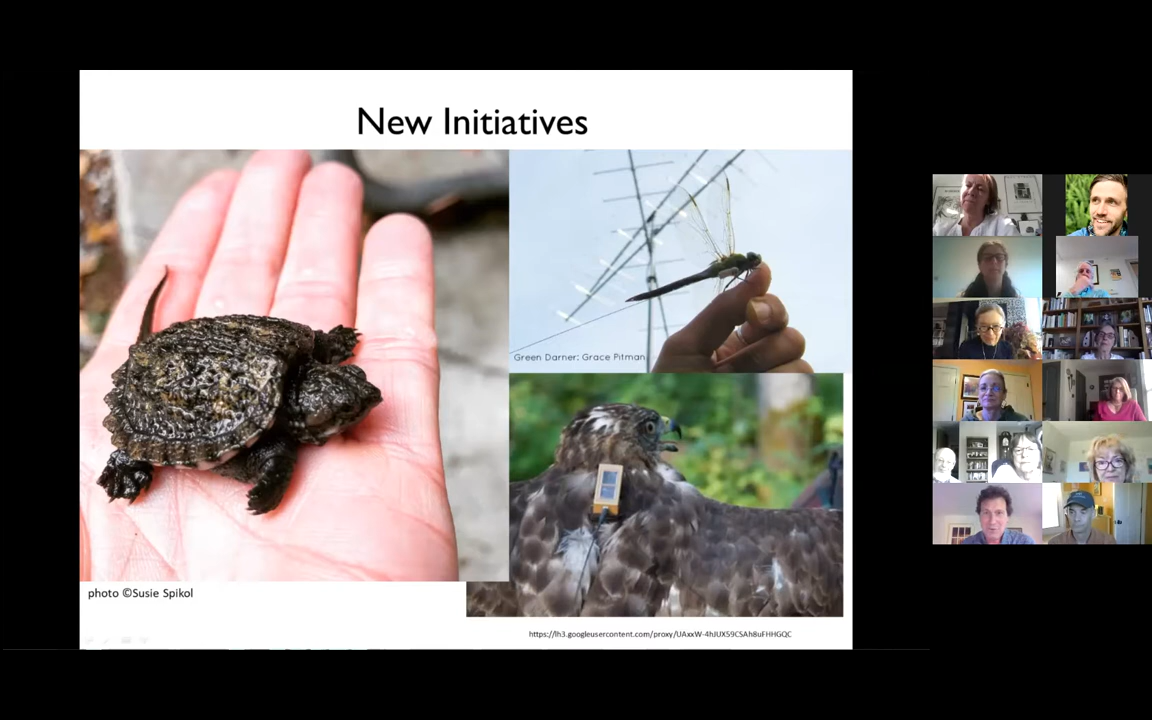 New Initiatives
Green Darner: Grace Pitman
photo ©Susie Spikol
https://lh3.googleusercontent.com/proxy/UAxxW-4hJUX59CSAh8uFHHGQC